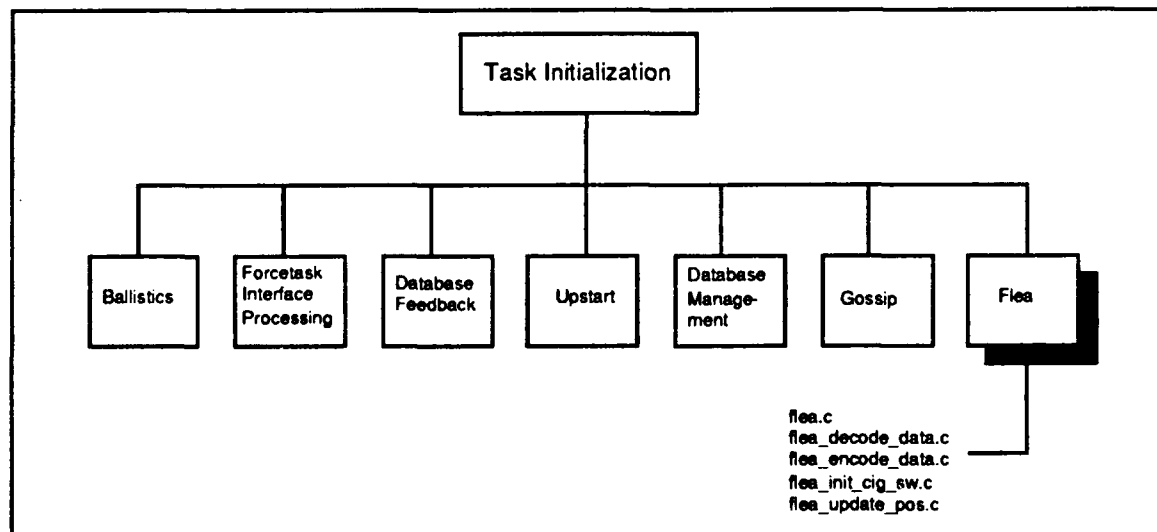 Task Initialization
Ballistics
Forcetask
Interface
Processing
Database
Feedback
Upstart
Database
Manage-
ment
Gossip
Flea
flea.c
flea_decode_data.c
flea_encode_data.c
flea_init_cig_sw.c
flea_update_pos.c